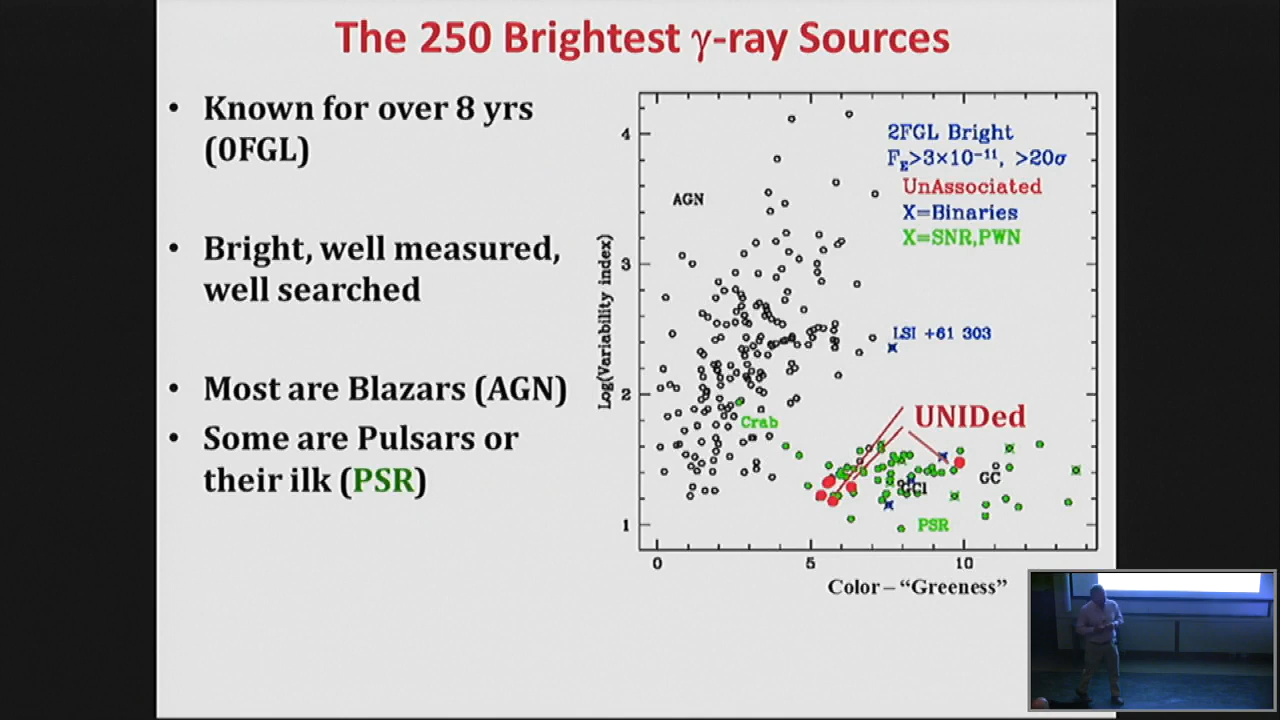 The 250 Brightest γ-ray Sources
• Known for over 8 yrs
(0FGL)
• Bright, well measured,
well searched
• Most are Blazars (AGN)
• Some are Pulsars or
their ilk (PSR)
2FGL Bright
F_E>3×10⁻¹¹, >20σ
UnAssociated
X=Binaries
X=SNR,PWN
AGN
LSI +61 303
Crab
UNIDed
GCl
GC
PSR
Log(Variability index)
4
3
2
1
0 5 10
Color – “Greeness”